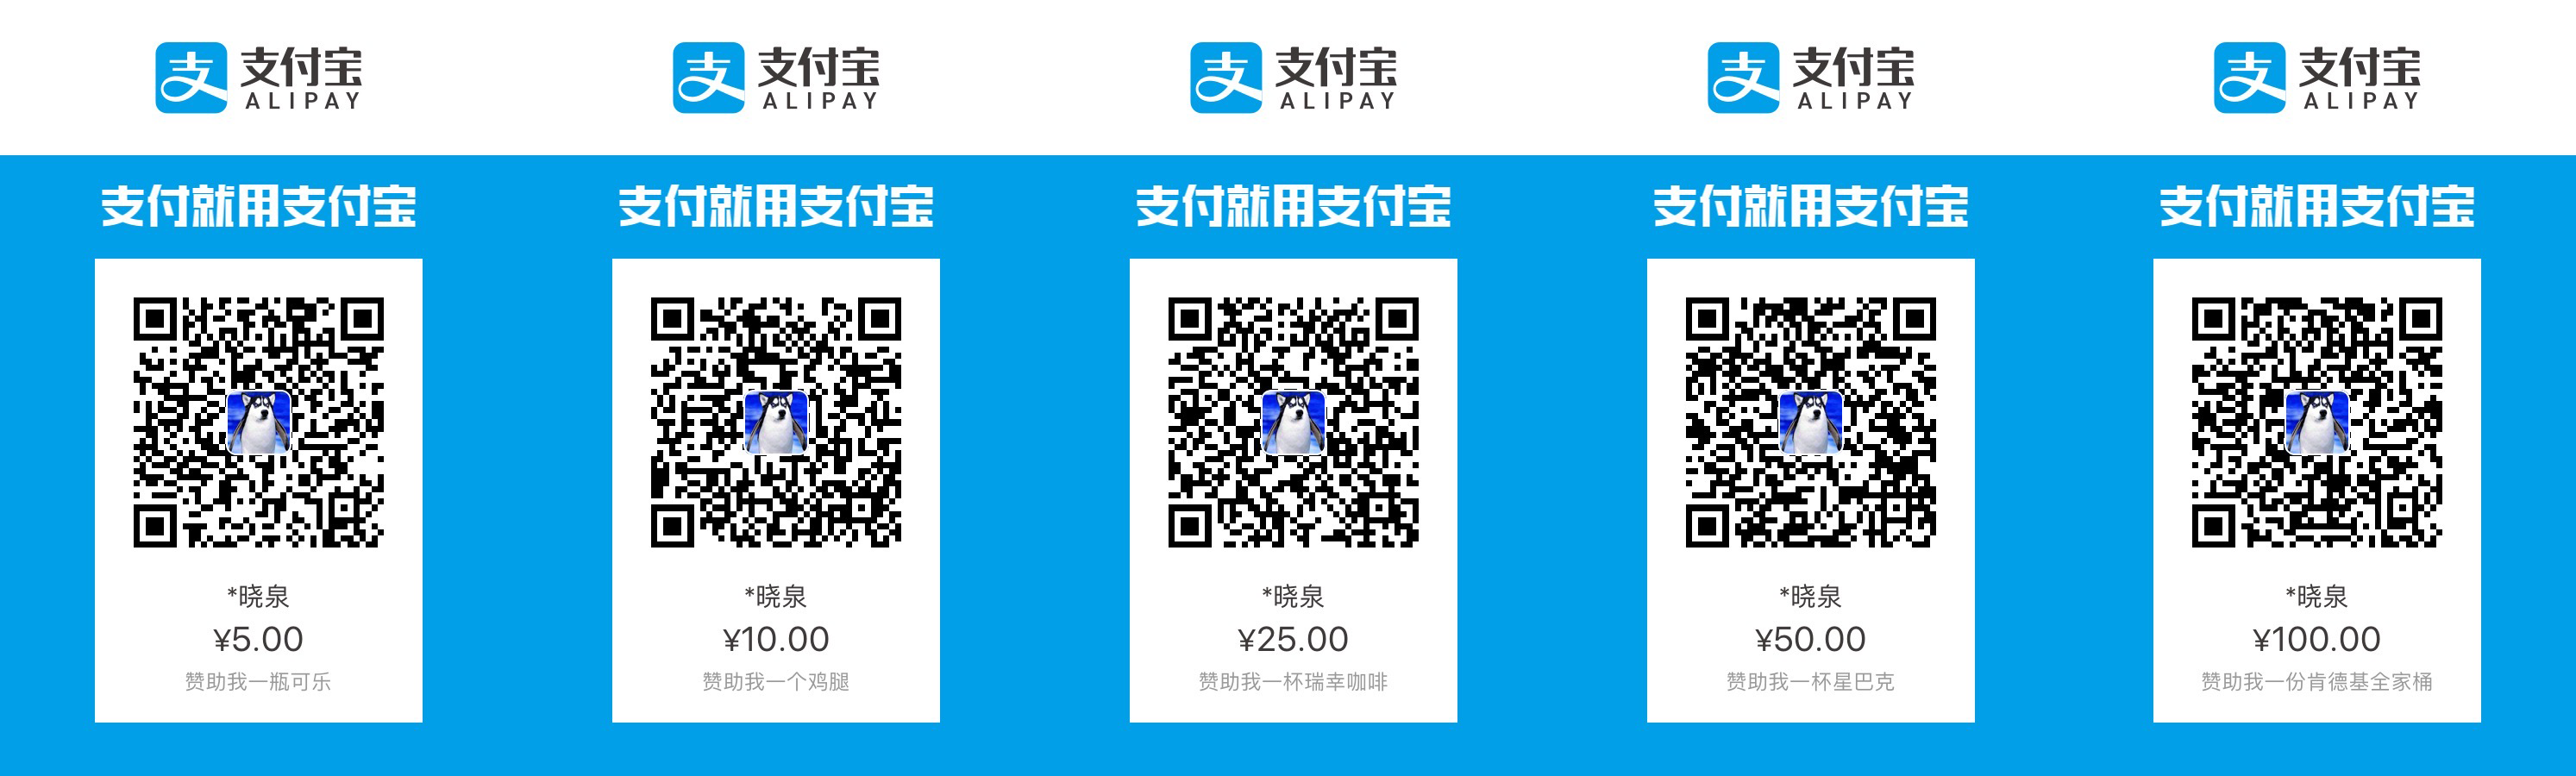 支付宝
ALIPAY
支付就用支付宝
*晓泉
¥5.00
赞助我一瓶可乐
支付宝
ALIPAY
支付就用支付宝
*晓泉
¥10.00
赞助我一个鸡腿
支付宝
ALIPAY
支付就用支付宝
*晓泉
¥25.00
赞助我一杯瑞幸咖啡
支付宝
ALIPAY
支付就用支付宝
*晓泉
¥50.00
赞助我一杯星巴克
支付宝
ALIPAY
支付就用支付宝
*晓泉
¥100.00
赞助我一份肯德基全家桶